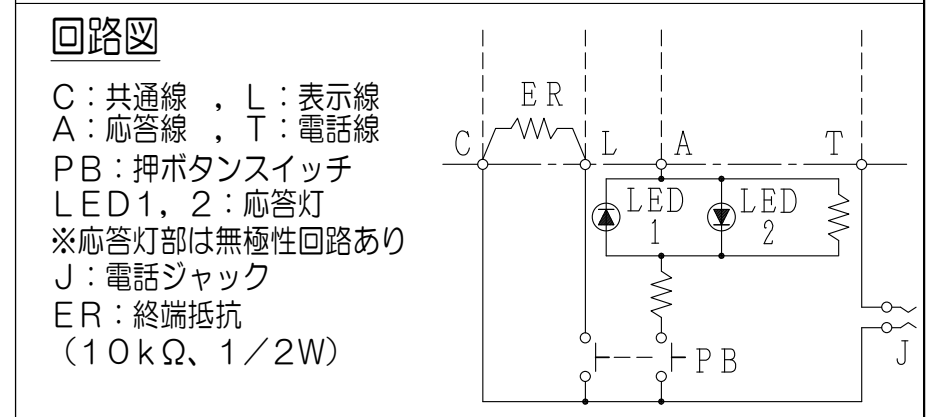 回路図
C：共通線 ，L：表示線
A：応答線 ，T：電話線
PB：押ボタンスイッチ
LED1，2：応答灯
※応答灯部は無極性回路あり
J：電話ジャック
ER：終端抵抗
（10kΩ、1／2W）
ER
C
L
A
T
LED
1
LED
2
PB
J